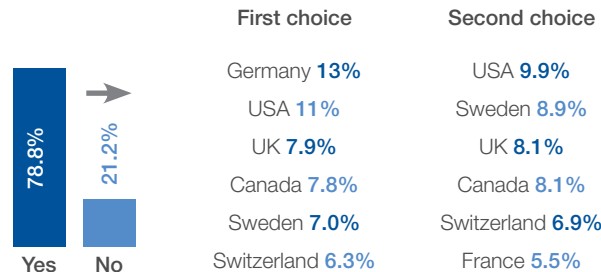 First choice
Second choice
Germany 13%
USA 9.9%
USA 11%
Sweden 8.9%
UK 7.9%
UK 8.1%
Canada 7.8%
Canada 8.1%
Sweden 7.0%
Switzerland 6.9%
Switzerland 6.3%
France 5.5%
78.8%
21.2%
Yes
No